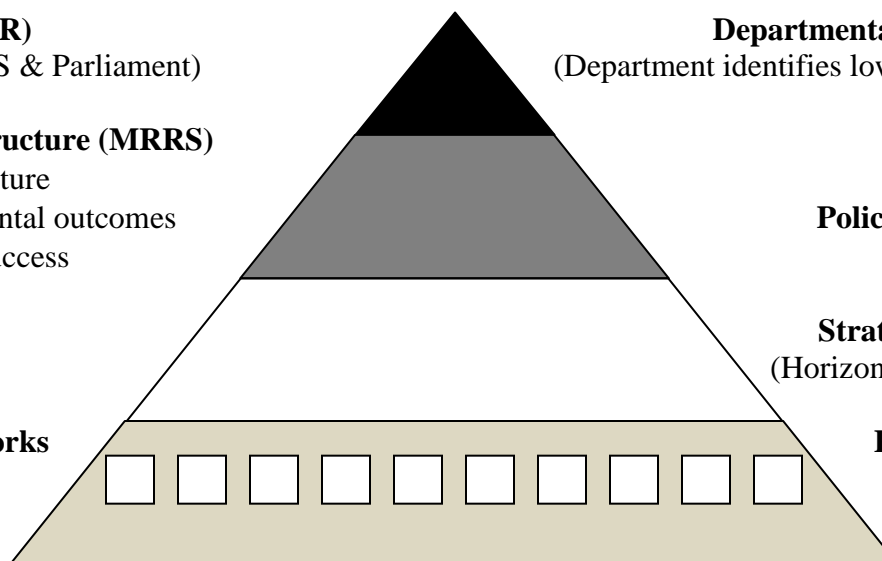 R)
S & Parliament)
ructure (MRRS)
ture
ntal outcomes
ccess
orks
Departmenta
(Department identifies lov
Polic
Strat
(Horizon